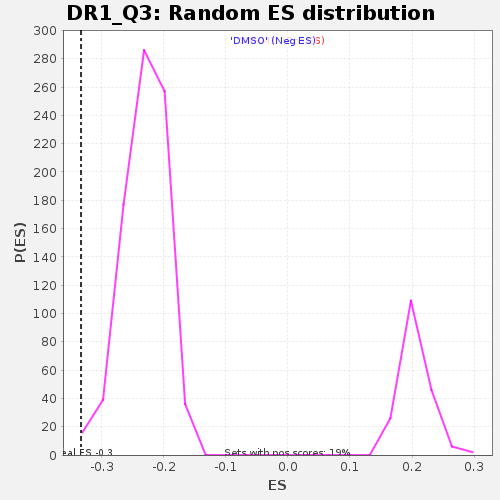 DR1_Q3: Random ES distribution
'DMSO' (Neg ES)
300
280
260
240
220
200
180
160
140
120
100
80
60
40
20
0
P(ES)
ES -0.3
Sets with pos scores: 19%
-0.3 -0.2 -0.1 0.0 0.1 0.2 0.3
ES